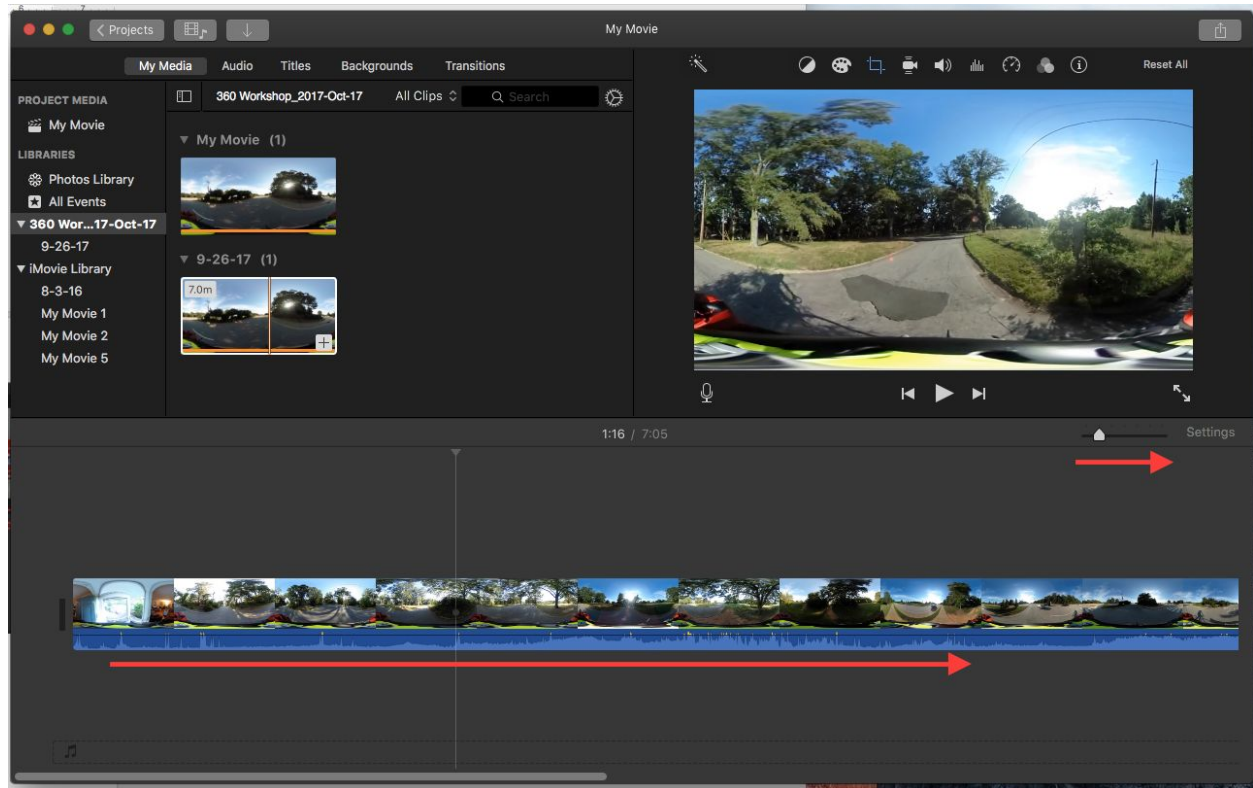 Projects
My Movie
My Media Audio Titles Backgrounds Transitions
Reset All
PROJECT MEDIA
My Movie
LIBRARIES
Photos Library
All Events
360 Wor...17-Oct-17
9-26-17
iMovie Library
8-3-16
My Movie 1
My Movie 2
My Movie 5
360 Workshop_2017-Oct-17 All Clips Search
My Movie (1)
9-26-17 (1)
7.0m
1:16 / 7:05
Settings